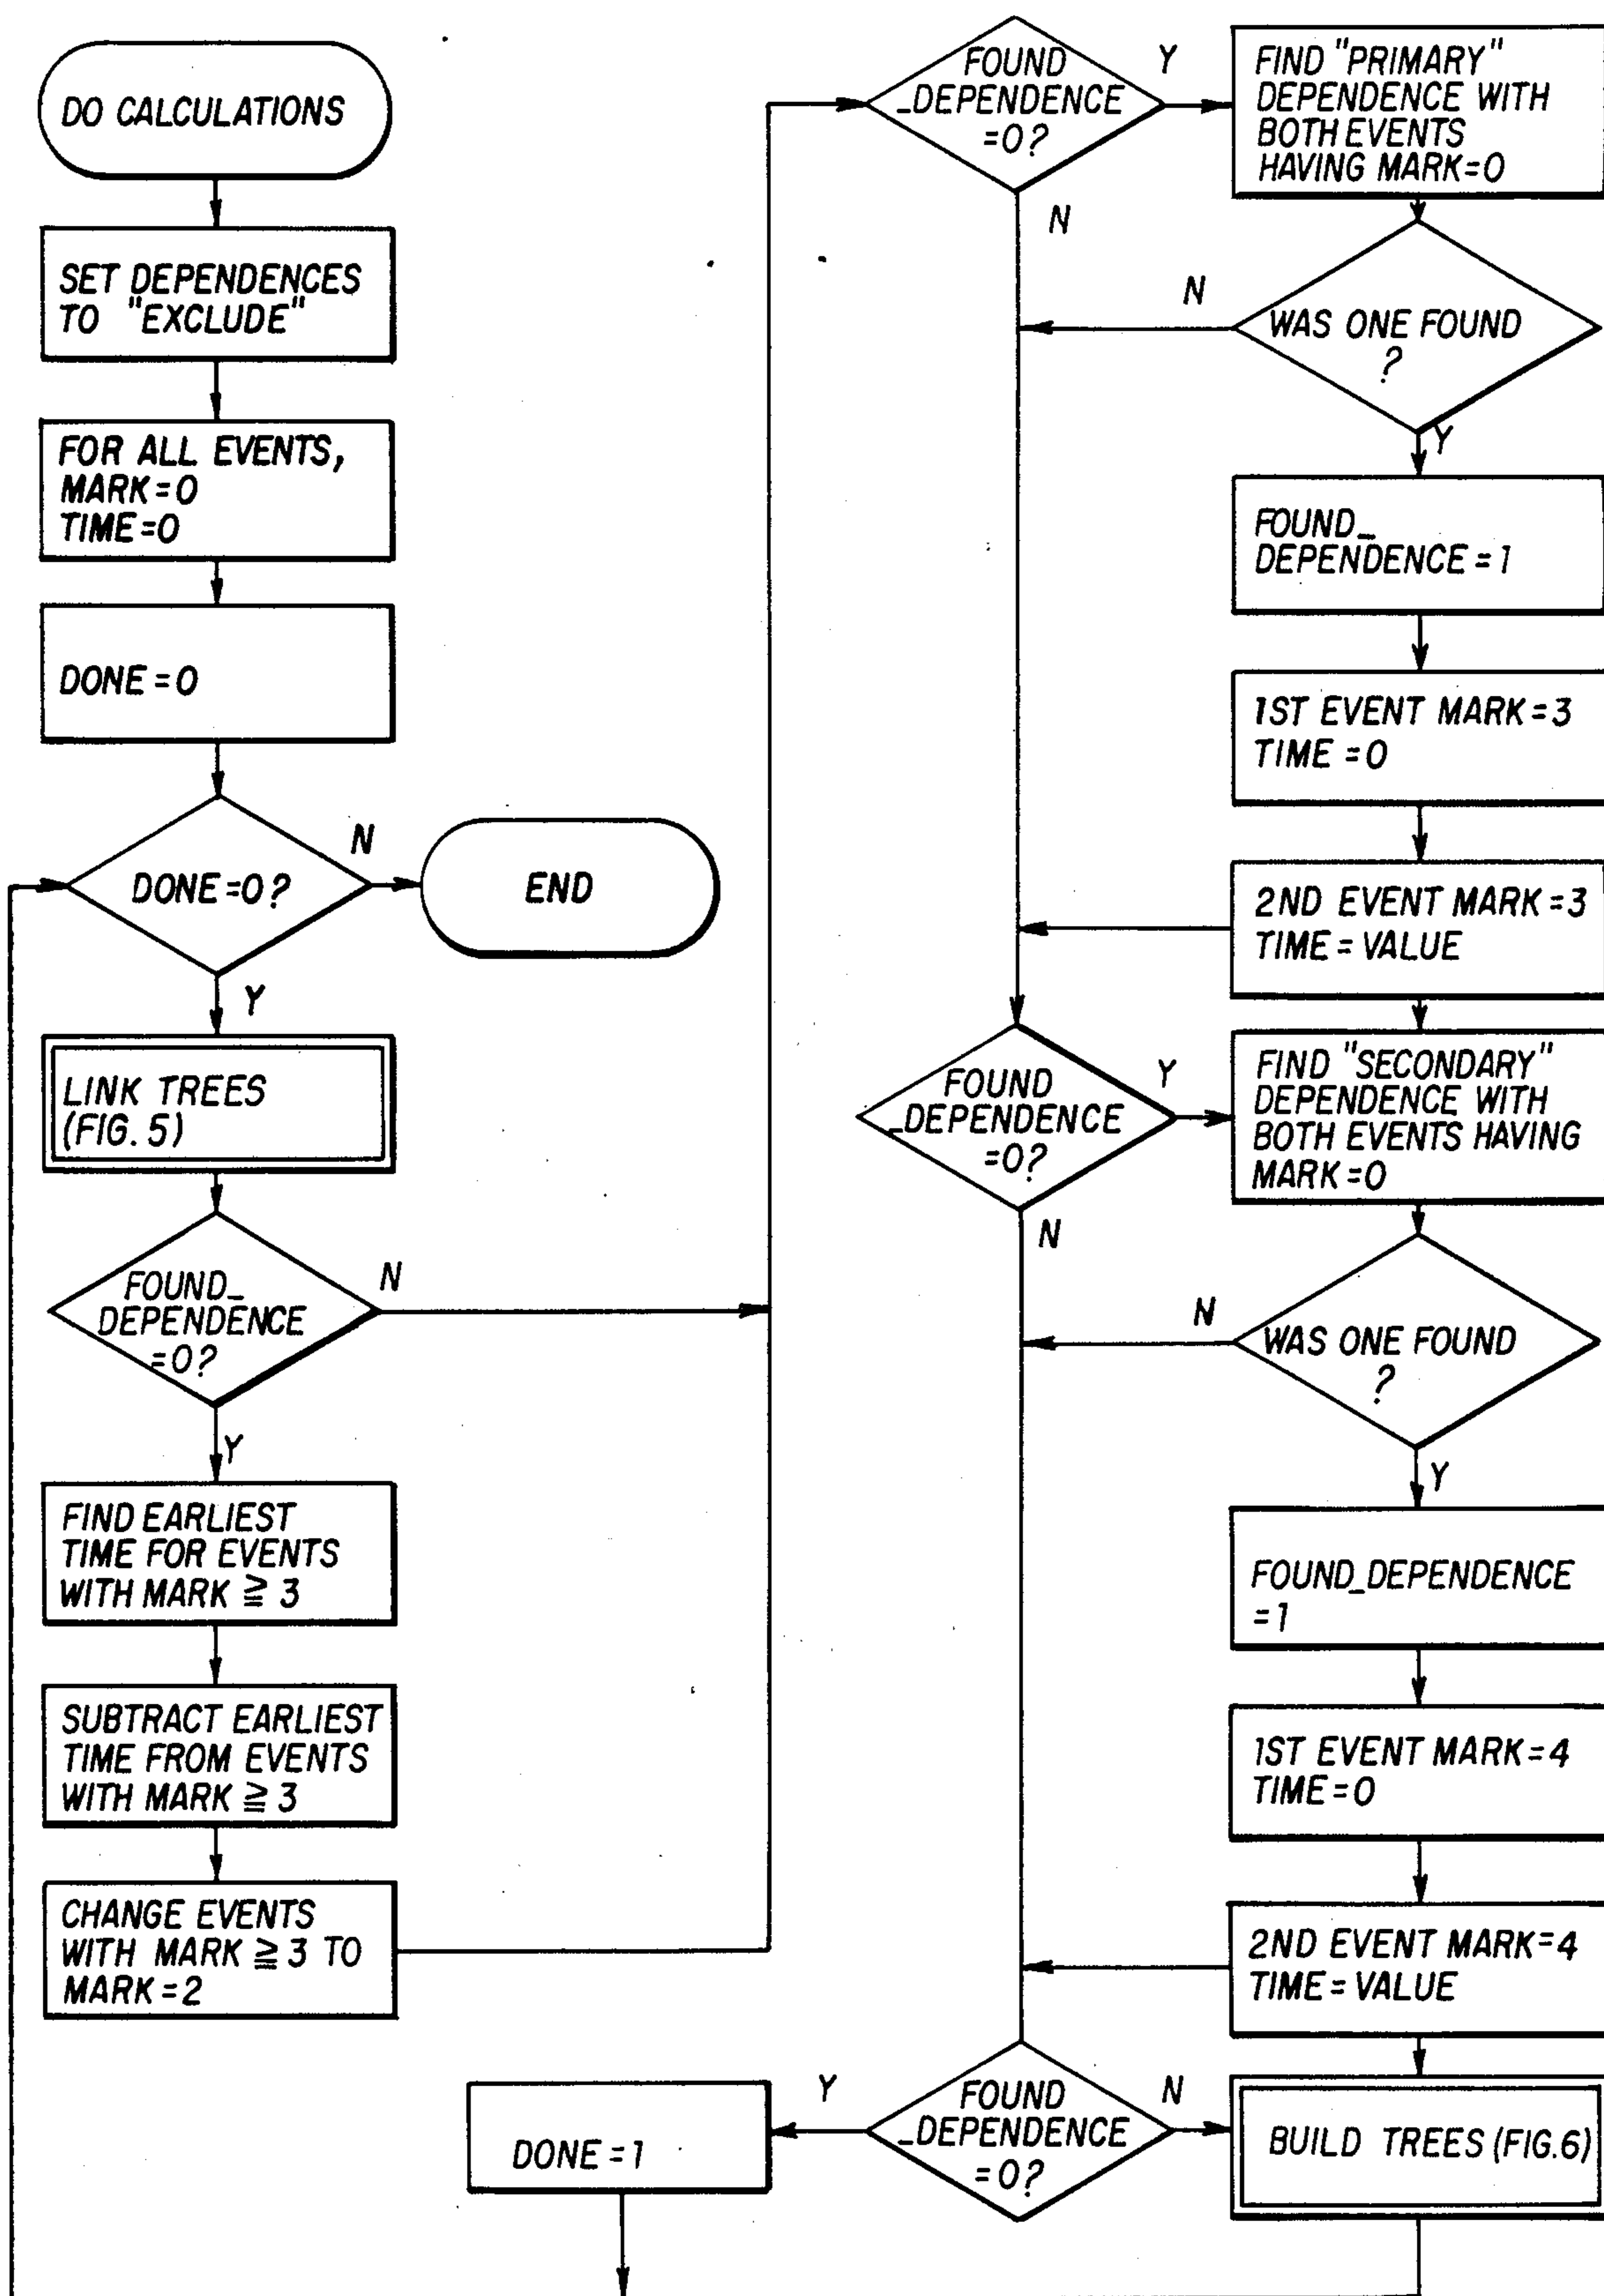 DO CALCULATIONS
SET DEPENDENCES
TO "EXCLUDE"
FOR ALL EVENTS,
MARK=0
TIME=0
DONE=0
DONE=0?
N
END
Y
LINK TREES
(FIG. 5)
FOUND_
DEPENDENCE
=0?
N
Y
FIND EARLIEST
TIME FOR EVENTS
WITH MARK ≧ 3
SUBTRACT EARLIEST
TIME FROM EVENTS
WITH MARK ≧ 3
CHANGE EVENTS
WITH MARK ≧ 3 TO
MARK=2
FOUND
_DEPENDENCE
=0?
Y
N
FIND "PRIMARY"
DEPENDENCE WITH
BOTH EVENTS
HAVING MARK=0
WAS ONE FOUND
?
N
Y
FOUND_
DEPENDENCE=1
1ST EVENT MARK=3
TIME=0
2ND EVENT MARK=3
TIME=VALUE
FOUND
_DEPENDENCE
=0?
Y
N
FIND "SECONDARY"
DEPENDENCE WITH
BOTH EVENTS HAVING
MARK=0
WAS ONE FOUND
?
N
Y
FOUND_DEPENDENCE
=1
1ST EVENT MARK=4
TIME=0
2ND EVENT MARK=4
TIME=VALUE
FOUND
_DEPENDENCE
=0?
Y
N
DONE=1
BUILD TREES (FIG.6)